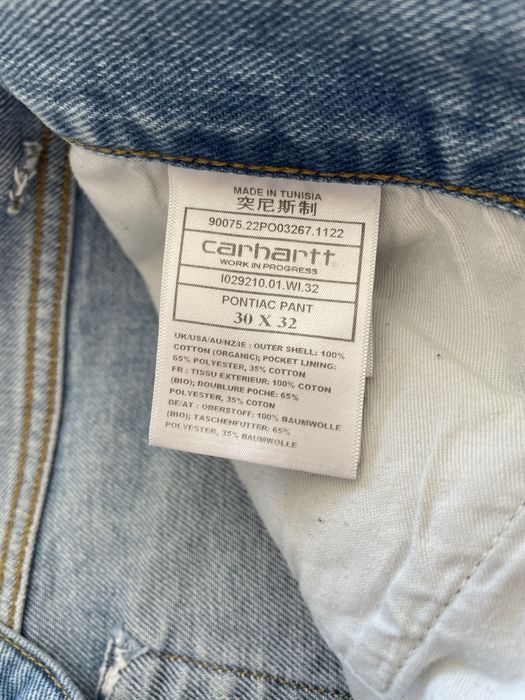 MADE IN TUNISIA
突尼斯制
90075.22PO03267.1122
carhartt
WORK IN PROGRESS
I029210.01.WI.32
PONTIAC PANT
30 X 32
UK/USA/AU/NZ/IE : OUTER SHELL: 100%
COTTON (ORGANIC); POCKET LINING:
65% POLYESTER, 35% COTTON
FR : TISSU EXTERIEUR: 100% COTON
(BIO); DOUBLURE POCHE: 65%
POLYESTER, 35% COTON
DE/AT : OBERSTOFF: 100% BAUMWOLLE
(BIO); TASCHENFUTTER: 65%
POLYESTER, 35% BAUMWOLLE